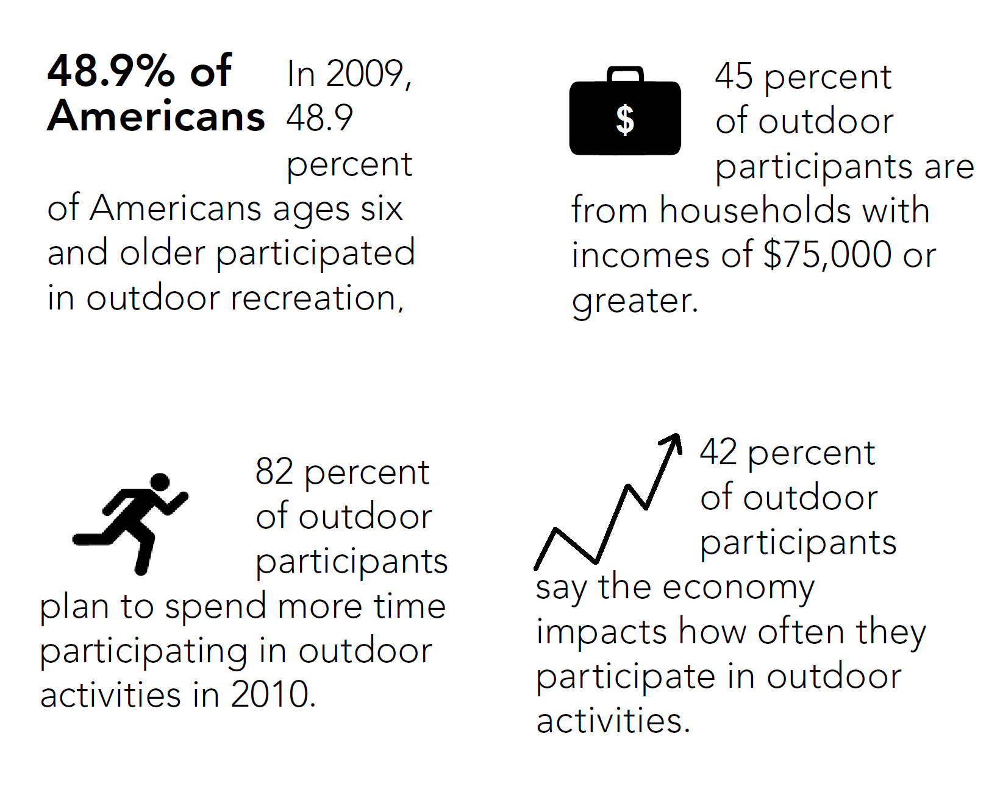 48.9% of
Americans
In 2009,
48.9
percent
of Americans ages six
and older participated
in outdoor recreation,
$
45 percent
of outdoor
participants are
from households with
incomes of $75,000 or
greater.
82 percent
of outdoor
participants
plan to spend more time
participating in outdoor
activities in 2010.
42 percent
of outdoor
participants
say the economy
impacts how often they
participate in outdoor
activities.